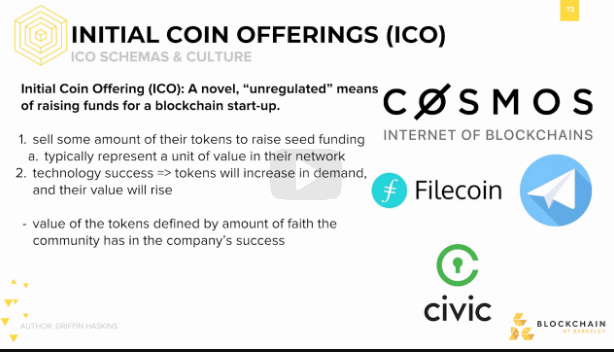 72
INITIAL COIN OFFERINGS (ICO)
ICO SCHEMAS & CULTURE
Initial Coin Offering (ICO): A novel, “unregulated” means
of raising funds for a blockchain start-up.
1. sell some amount of their tokens to raise seed funding
a. typically represent a unit of value in their network
2. technology success => tokens will increase in demand,
and their value will rise
- value of the tokens defined by amount of faith the
community has in the company’s success
CØSMOS
INTERNET OF BLOCKCHAINS
Filecoin
civic
AUTHOR: GRIFFIN HASKINS
BLOCKCHAIN
AT BERKELEY